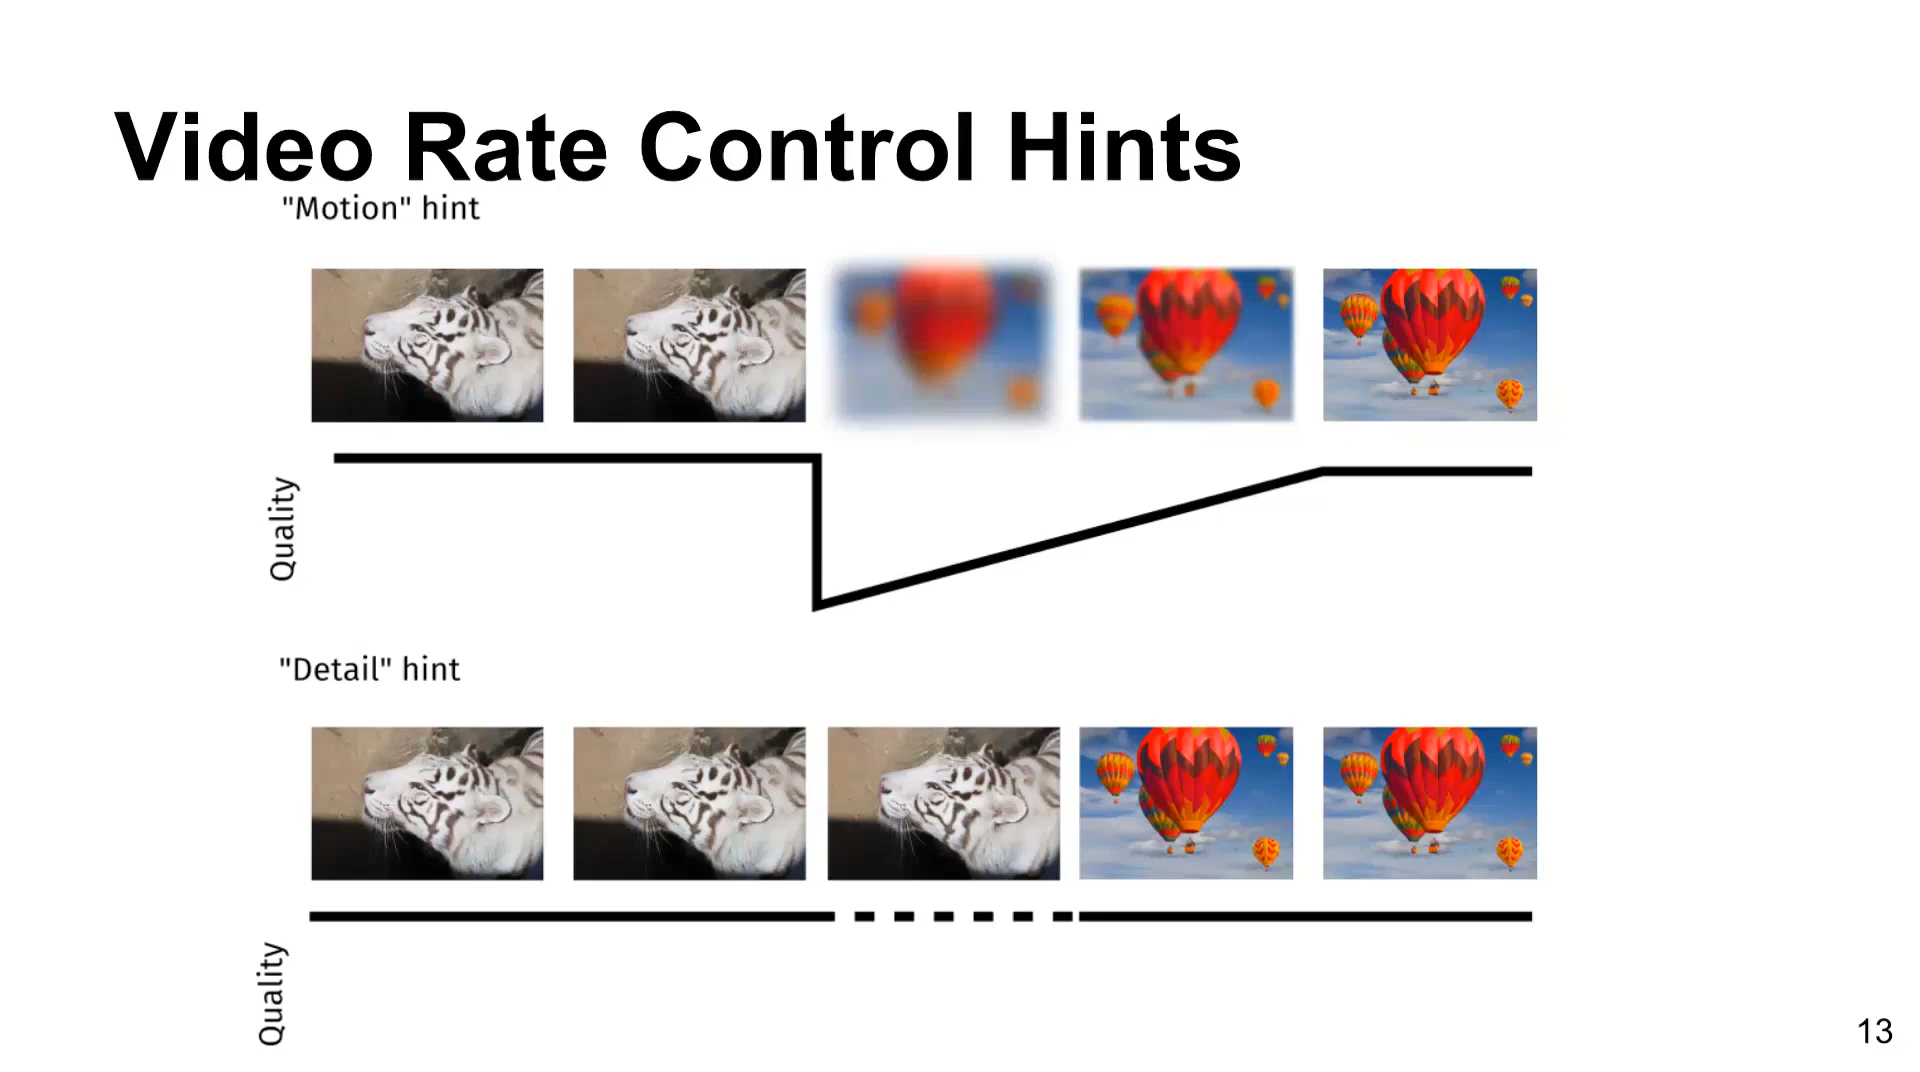 Video Rate Control Hints
"Motion" hint
Quality
"Detail" hint
Quality
13